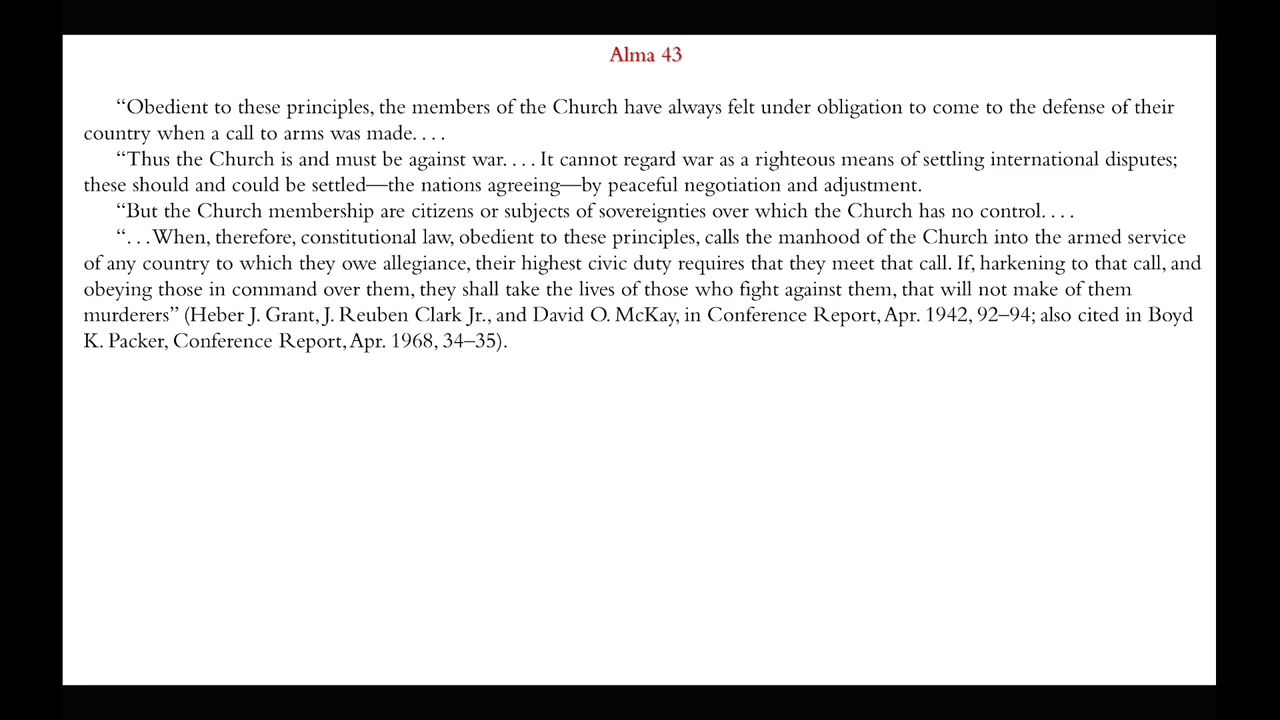 Alma 43
“Obedient to these principles, the members of the Church have always felt under obligation to come to the defense of their
country when a call to arms was made. . . .
“Thus the Church is and must be against war. . . . It cannot regard war as a righteous means of settling international disputes;
these should and could be settled—the nations agreeing—by peaceful negotiation and adjustment.
“But the Church membership are citizens or subjects of sovereignties over which the Church has no control. . . .
“. . . When, therefore, constitutional law, obedient to these principles, calls the manhood of the Church into the armed service
of any country to which they owe allegiance, their highest civic duty requires that they meet that call. If, harkening to that call, and
obeying those in command over them, they shall take the lives of those who fight against them, that will not make of them
murderers” (Heber J. Grant, J. Reuben Clark Jr., and David O. McKay, in Conference Report, Apr. 1942, 92–94; also cited in Boyd
K. Packer, Conference Report, Apr. 1968, 34–35).